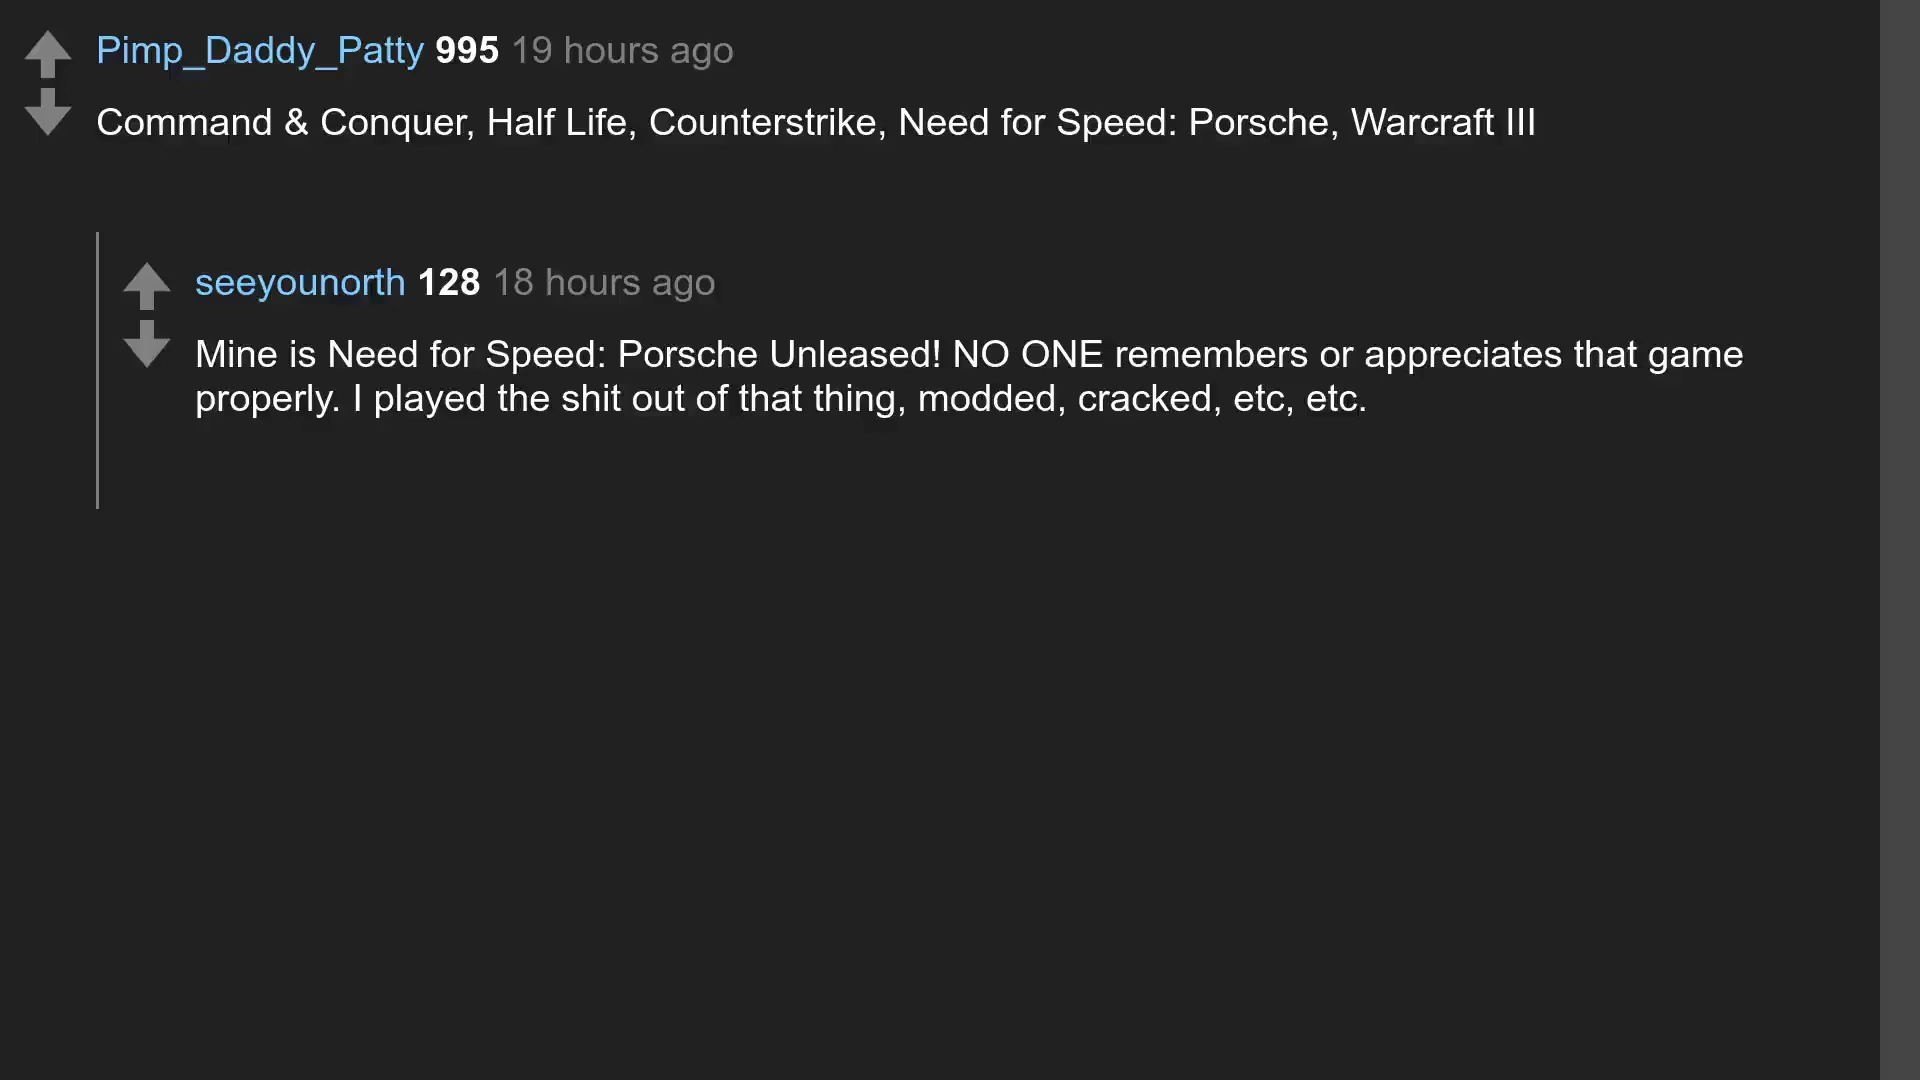 Pimp_Daddy_Patty 995 19 hours ago
Command & Conquer, Half Life, Counterstrike, Need for Speed: Porsche, Warcraft III
seeyounorth 128 18 hours ago
Mine is Need for Speed: Porsche Unleased! NO ONE remembers or appreciates that game
properly. I played the shit out of that thing, modded, cracked, etc, etc.